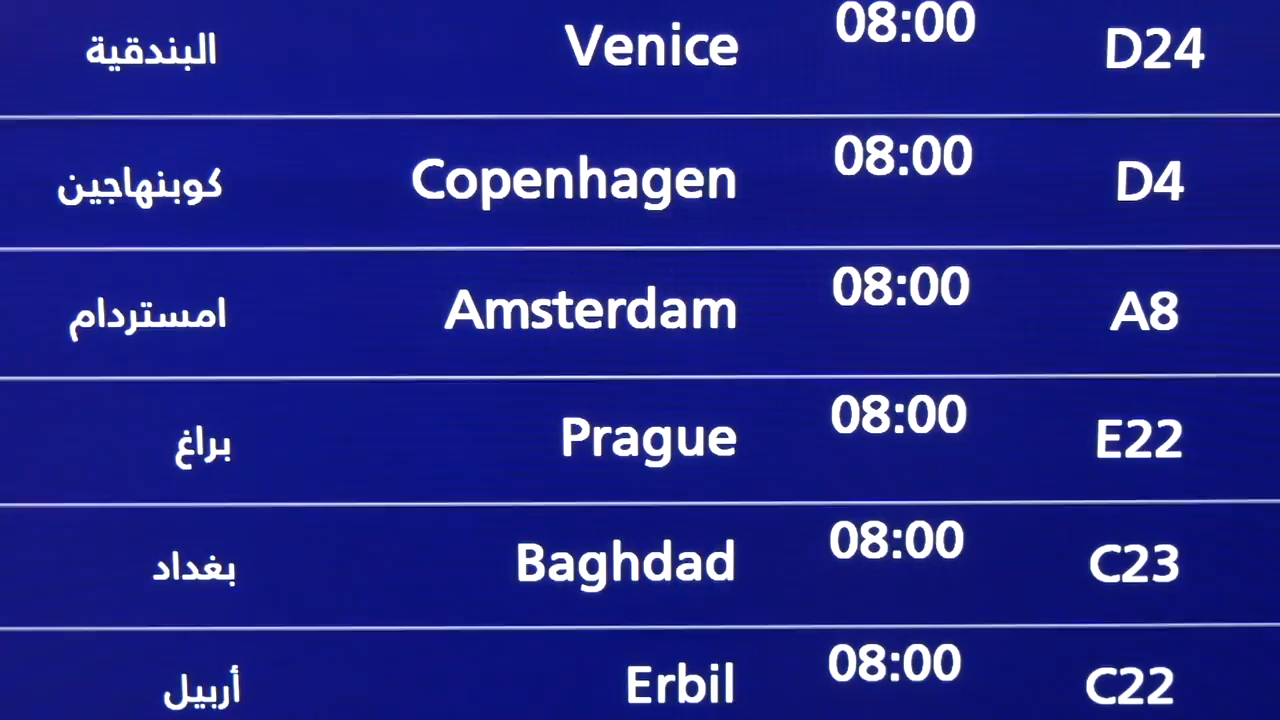 البندقية Venice 08:00 D24
كوبنهاجين Copenhagen 08:00 D4
امستردام Amsterdam 08:00 A8
براغ Prague 08:00 E22
بغداد Baghdad 08:00 C23
أربيل Erbil 08:00 C22